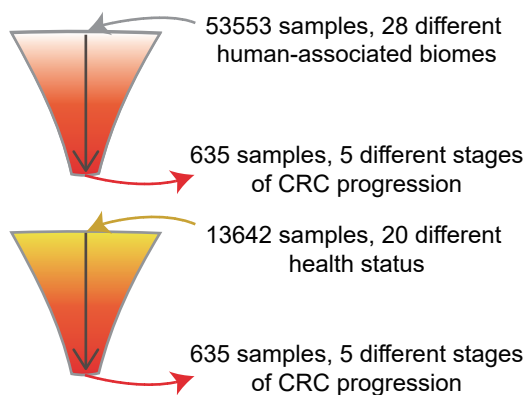 53553 samples, 28 different
human-associated biomes
635 samples, 5 different stages
of CRC progression
13642 samples, 20 different
health status
635 samples, 5 different stages
of CRC progression